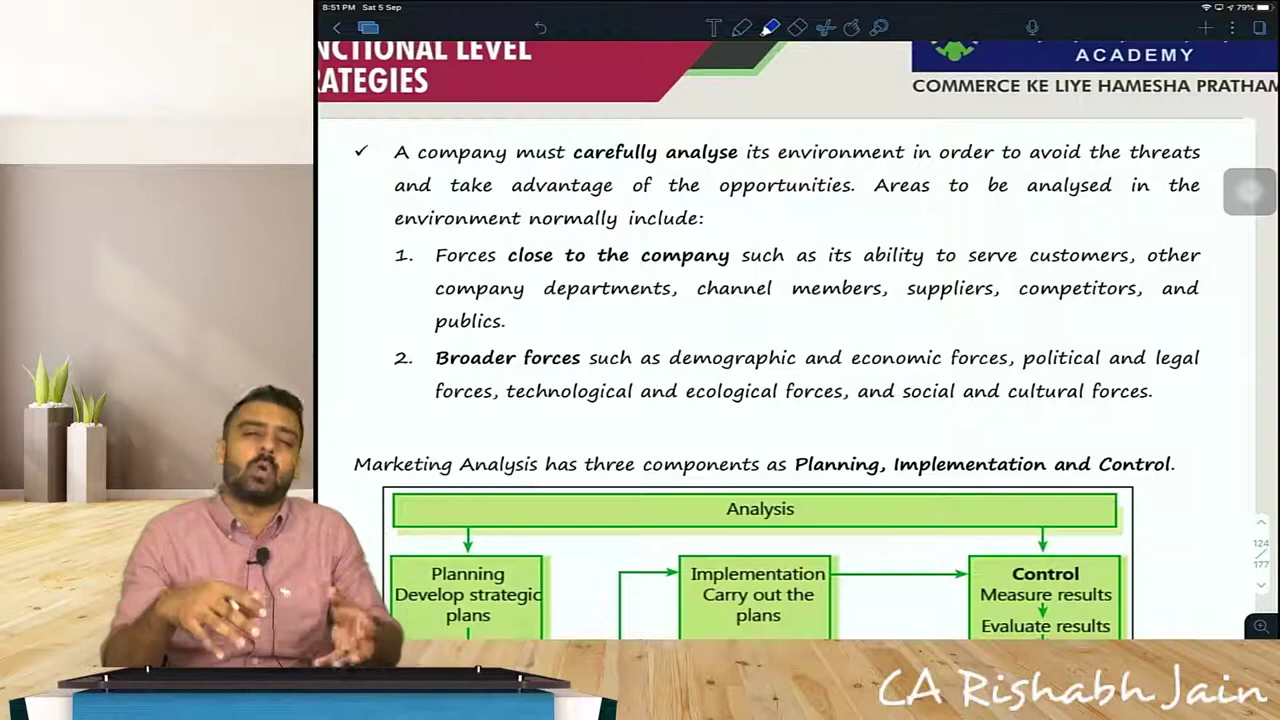 8:51 PM Sat 5 Sep
79%
NCTIONAL LEVEL
RATEGIES
ACADEMY
COMMERCE KE LIYE HAMESHA PRATHAM
✓ A company must carefully analyse its environment in order to avoid the threats
and take advantage of the opportunities. Areas to be analysed in the
environment normally include:
1. Forces close to the company such as its ability to serve customers, other
company departments, channel members, suppliers, competitors, and
publics.
2. Broader forces such as demographic and economic forces, political and legal
forces, technological and ecological forces, and social and cultural forces.
Marketing Analysis has three components as Planning, Implementation and Control.
Analysis
Planning
Develop strategic
plans
Implementation
Carry out the
plans
Control
Measure results
Evaluate results
124
177
CA Rishabh Jain